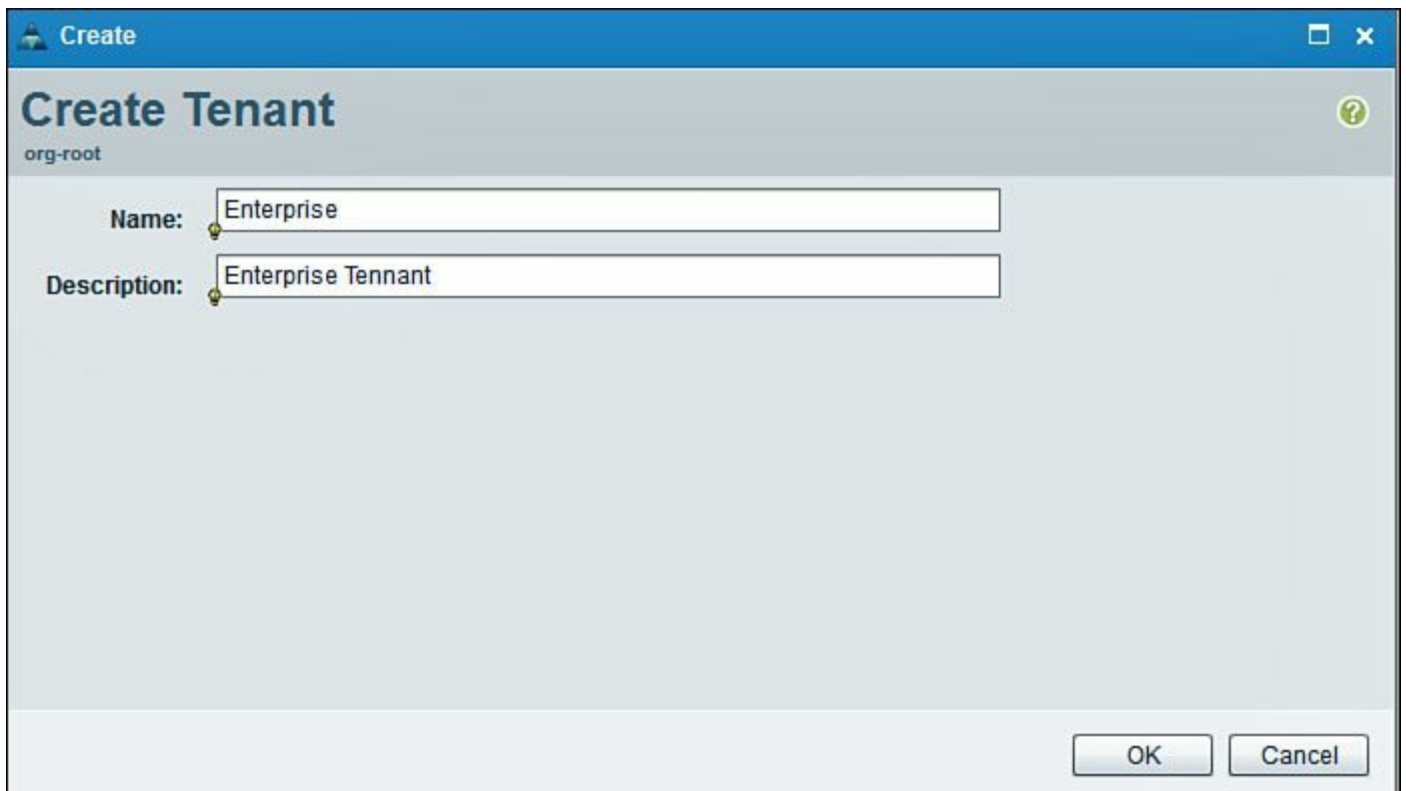 Create
Create Tenant
org-root
Name: Enterprise
Description: Enterprise Tennant
OK Cancel